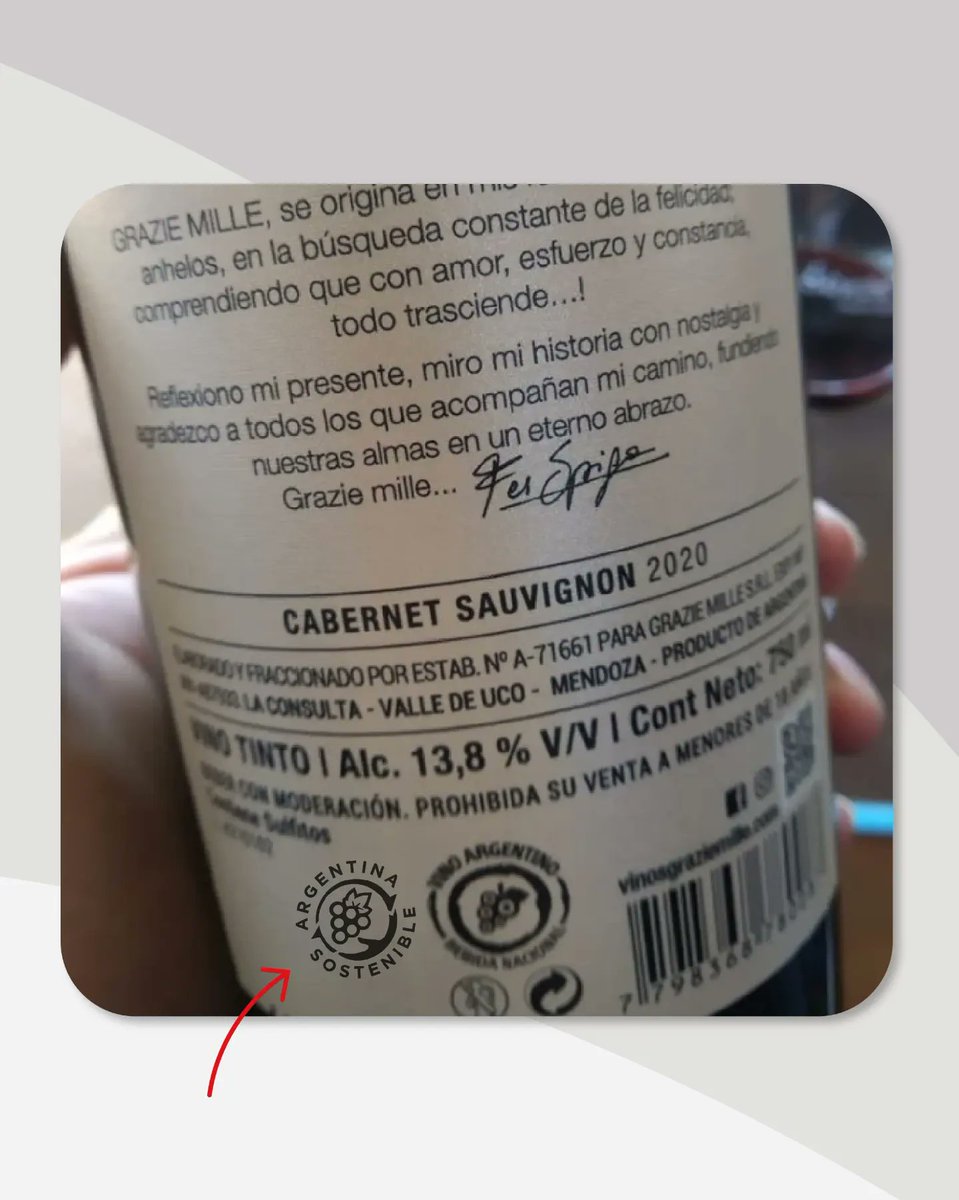 GRAZIE MILLE, se origina en mis
anhelos, en la búsqueda constante de la felicidad;
comprendiendo que con amor, esfuerzo y constancia,
todo trasciende...!
Reflexiono mi presente, miro mi historia con nostalgia y
agradezco a todos los que acompañan mi camino, fundiendo
nuestras almas en un eterno abrazo.
Grazie mille...
CABERNET SAUVIGNON 2020
ELABORADO Y FRACCIONADO POR ESTAB. Nº A-71661 PARA GRAZIE MILLE S.R.L.
LA CONSULTA - VALLE DE UCO - MENDOZA - PRODUCTO DE ARGENTINA
VINO TINTO | Alc. 13,8 % V/V | Cont Neto: 750 ml
BEBER CON MODERACIÓN. PROHIBIDA SU VENTA A MENORES DE 18 AÑOS
Contiene Sulfitos
ARGENTINA
SOSTENIBLE
VINO ARGENTINO
BEBIDA NACIONAL
vinosgraziemille.com